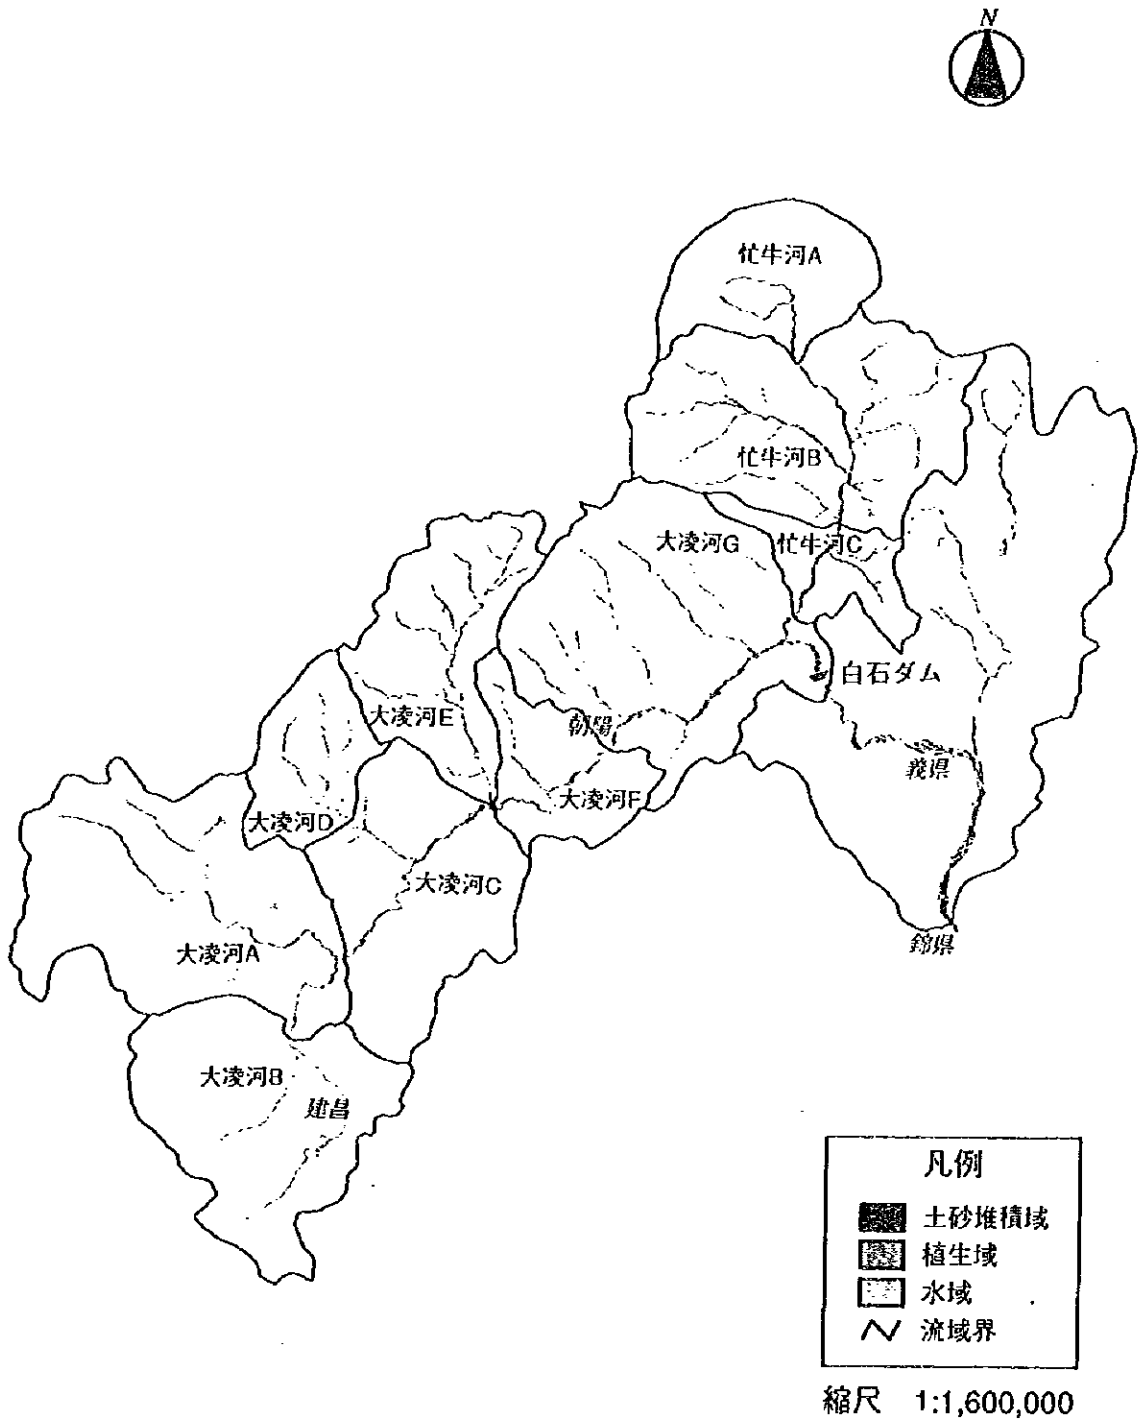 N
忙牛河A
忙牛河B
大凌河G
忙牛河C
白石ダム
大凌河E
朝陽
義県
大凌河F
大凌河D
大凌河C
錦県
大凌河A
大凌河B
建昌
凡例
土砂堆積域
植生域
水域
流域界
縮尺 1:1,600,000